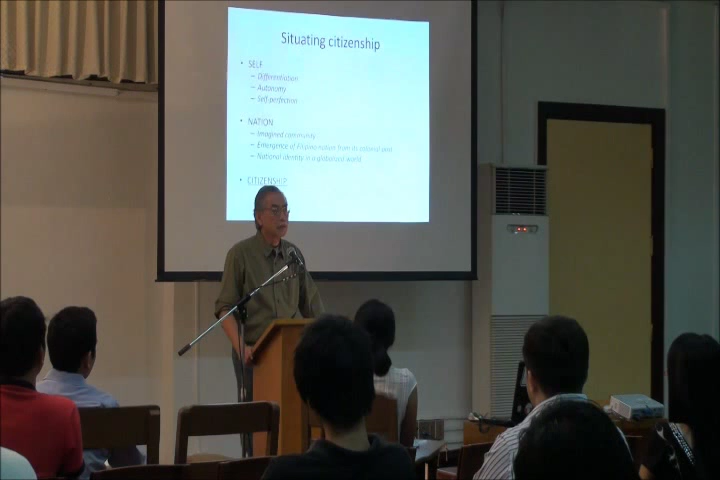 Situating citizenship
• SELF
– Differentiation
– Autonomy
– Self-perfection
• NATION
– Imagined community
– Emergence of Filipino nation from its colonial past
– National identity in a globalized world
• CITIZENSHIP